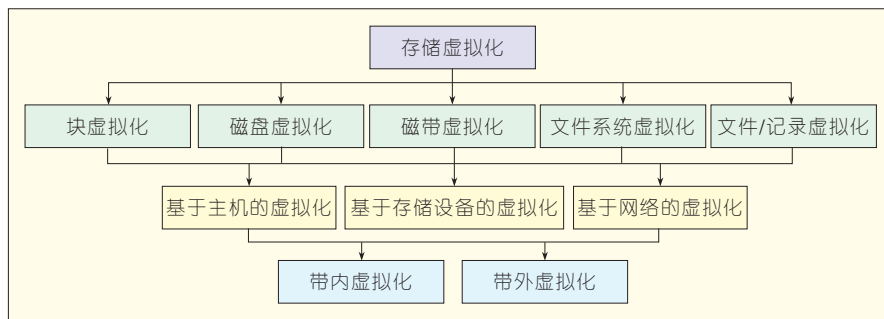 存储虚拟化
块虚拟化
磁盘虚拟化
磁带虚拟化
文件系统虚拟化
文件/记录虚拟化
基于主机的虚拟化
基于存储设备的虚拟化
基于网络的虚拟化
带内虚拟化
带外虚拟化